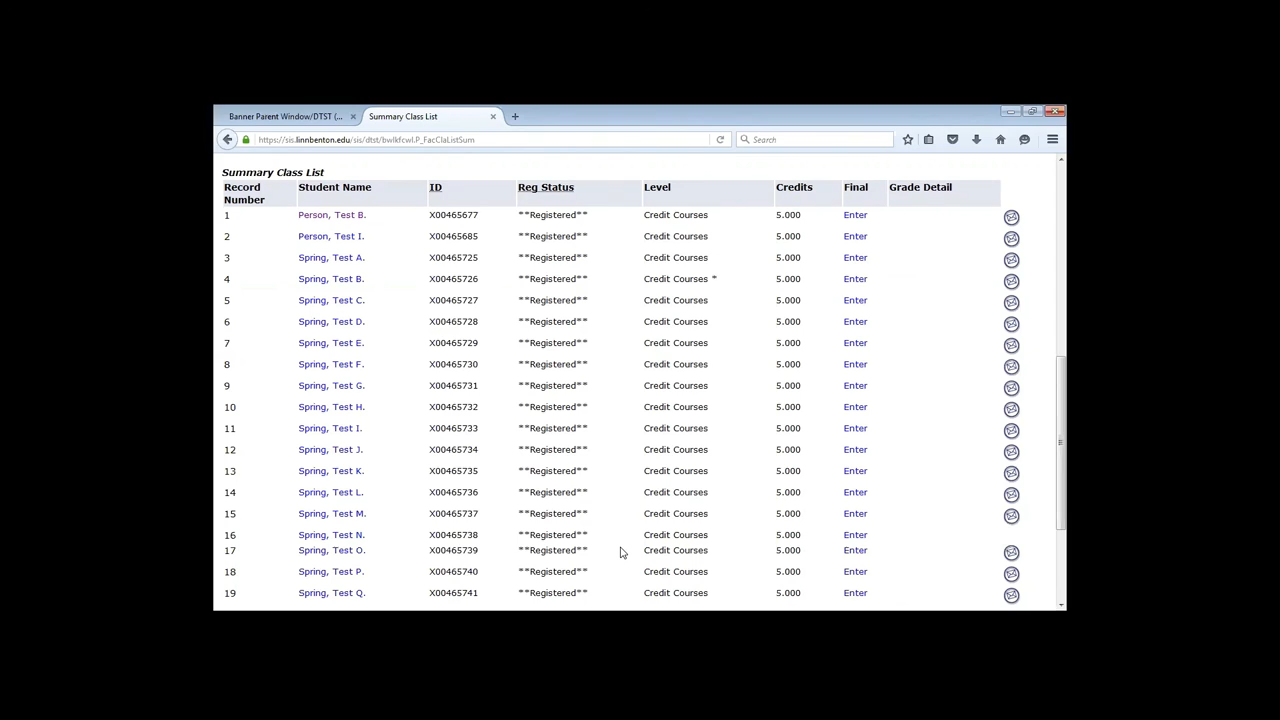 Banner Parent Window/DTST (...
Summary Class List
https://sis.linnbenton.edu/sis/dtst/bwlkfcwl.P_FacClaListSum
Search
Summary Class List
Record Number Student Name ID Reg Status Level Credits Final Grade Detail
1 Person, Test B. X00465677 **Registered** Credit Courses 5.000 Enter
2 Person, Test I. X00465685 **Registered** Credit Courses 5.000 Enter
3 Spring, Test A. X00465725 **Registered** Credit Courses 5.000 Enter
4 Spring, Test B. X00465726 **Registered** Credit Courses * 5.000 Enter
5 Spring, Test C. X00465727 **Registered** Credit Courses 5.000 Enter
6 Spring, Test D. X00465728 **Registered** Credit Courses 5.000 Enter
7 Spring, Test E. X00465729 **Registered** Credit Courses 5.000 Enter
8 Spring, Test F. X00465730 **Registered** Credit Courses 5.000 Enter
9 Spring, Test G. X00465731 **Registered** Credit Courses 5.000 Enter
10 Spring, Test H. X00465732 **Registered** Credit Courses 5.000 Enter
11 Spring, Test I. X00465733 **Registered** Credit Courses 5.000 Enter
12 Spring, Test J. X00465734 **Registered** Credit Courses 5.000 Enter
13 Spring, Test K. X00465735 **Registered** Credit Courses 5.000 Enter
14 Spring, Test L. X00465736 **Registered** Credit Courses 5.000 Enter
15 Spring, Test M. X00465737 **Registered** Credit Courses 5.000 Enter
16 Spring, Test N. X00465738 **Registered** Credit Courses 5.000 Enter
17 Spring, Test O. X00465739 **Registered** Credit Courses 5.000 Enter
18 Spring, Test P. X00465740 **Registered** Credit Courses 5.000 Enter
19 Spring, Test Q. X00465741 **Registered** Credit Courses 5.000 Enter